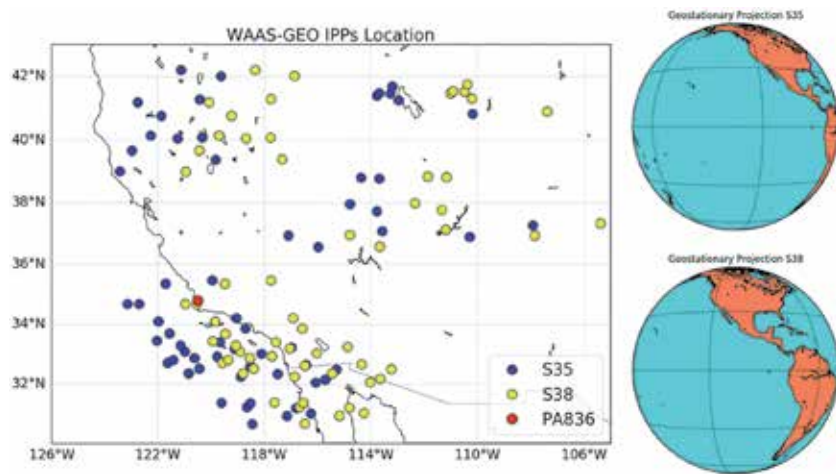 WAAS-GEO IPPs Location
42°N
40°N
38°N
36°N
34°N
32°N
126°W
122°W
118°W
114°W
110°W
106°W
S35
S38
PA836
Geostationary Projection S35
Geostationary Projection S38